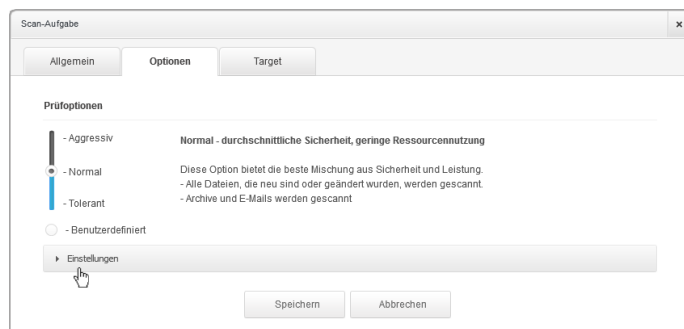 Scan-Aufgabe
×
Allgemein
Optionen
Target
Prüfoptionen
- Aggressiv
Normal - durchschnittliche Sicherheit, geringe Ressourcennutzung
- Normal
Diese Option bietet die beste Mischung aus Sicherheit und Leistung.
- Alle Dateien, die neu sind oder geändert wurden, werden gescannt.
- Archive und E-Mails werden gescannt
- Tolerant
- Benutzerdefiniert
Einstellungen
Speichern
Abbrechen